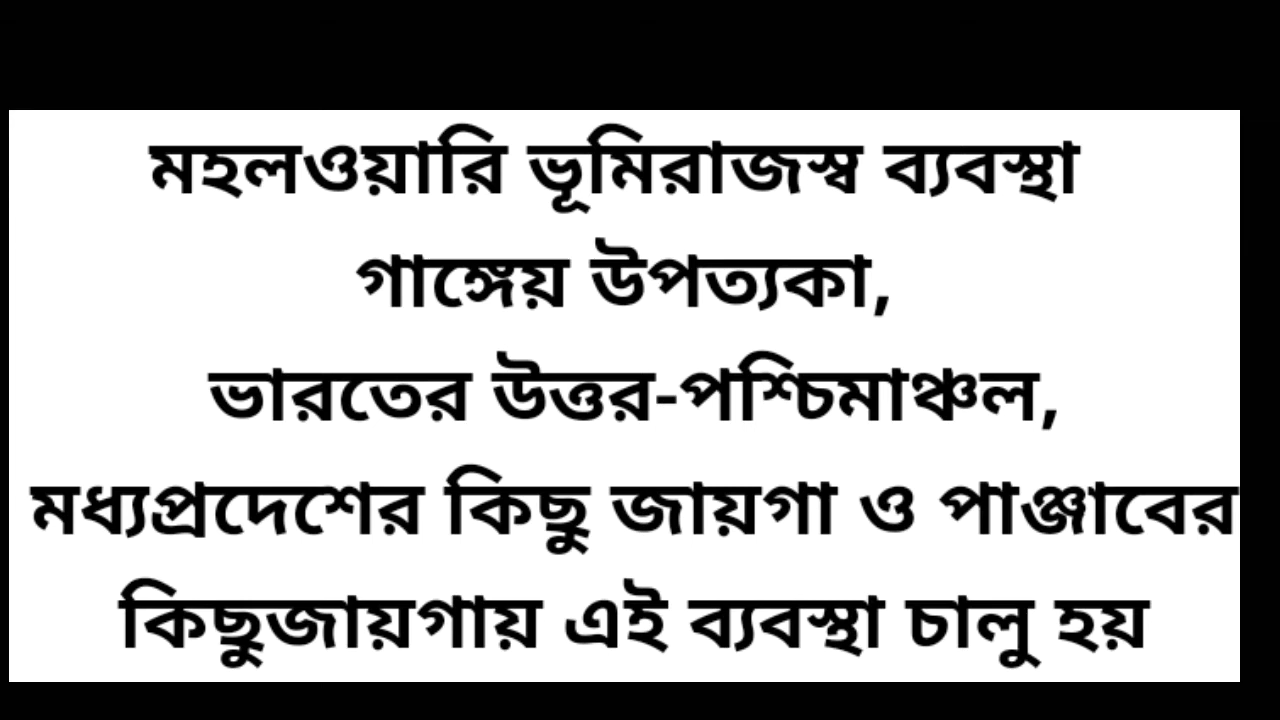 মহলওয়ারি ভূমিরাজস্ব ব্যবস্থা
গাঙ্গেয় উপত্যকা,
ভারতের উত্তর-পশ্চিমাঞ্চল,
মধ্যপ্রদেশের কিছু জায়গা ও পাঞ্জাবের
কিছুজায়গায় এই ব্যবস্থা চালু হয়